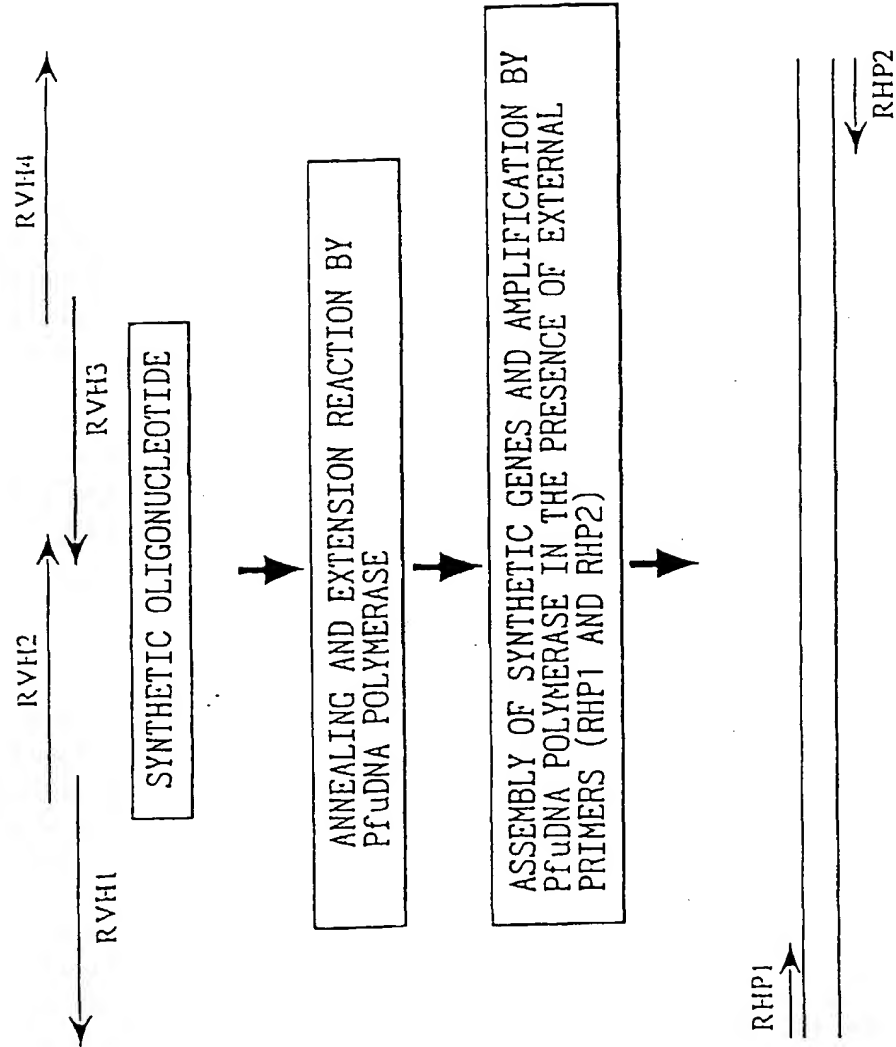 RVH2
RVH4
RVH1
RVH3
SYNTHETIC OLIGONUCLEOTIDE
ANNEALING AND EXTENSION REACTION BY
PfuDNA POLYMERASE
ASSEMBLY OF SYNTHETIC GENES AND AMPLIFICATION BY
PfuDNA POLYMERASE IN THE PRESENCE OF EXTERNAL
PRIMERS (RHP1 AND RHP2)
RHP1
RHP2